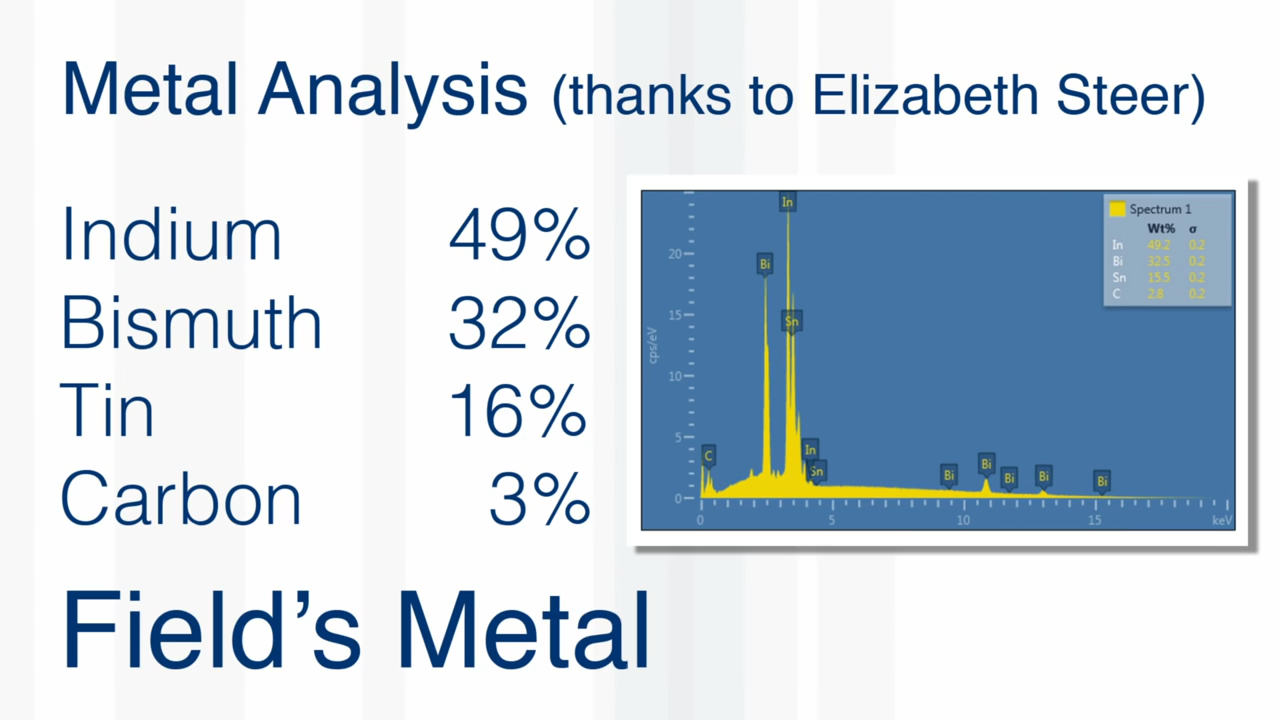 Metal Analysis (thanks to Elizabeth Steer)
Indium 49%
Bismuth 32%
Tin 16%
Carbon 3%
Field’s Metal
In
Bi
Sn
C
In
Sn
Bi
Bi
Bi
Bi
Bi
cps/eV
20
15
10
5
0
0 5 10 15 keV
Spectrum 1
Wt% σ
In 49.2 0.2
Bi 32.5 0.2
Sn 15.5 0.2
C 2.8 0.2